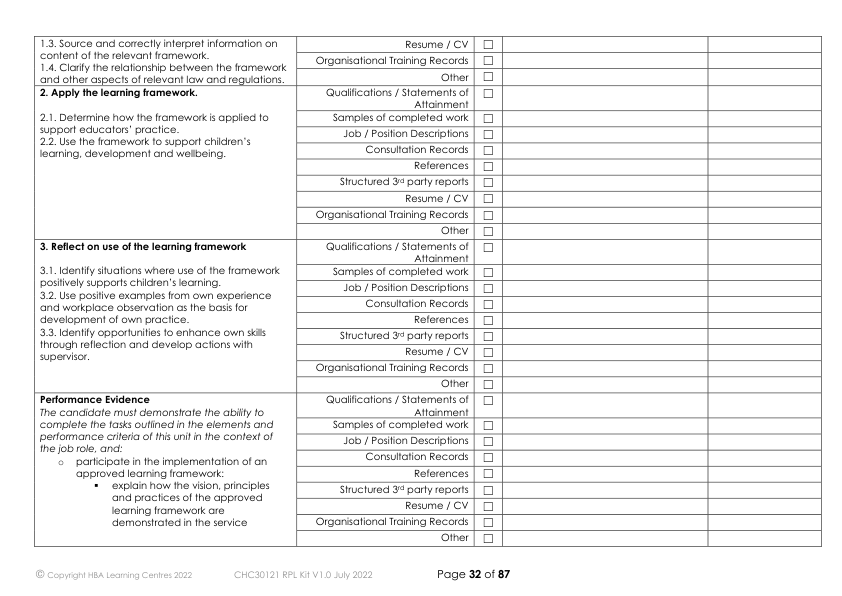 1.3. Source and correctly interpret information on
content of the relevant framework.
1.4. Clarify the relationship between the framework
and other aspects of relevant law and regulations.
Resume / CV ☐
Organisational Training Records ☐
Other ☐
2. Apply the learning framework.
2.1. Determine how the framework is applied to
support educators’ practice.
2.2. Use the framework to support children’s
learning, development and wellbeing.
Qualifications / Statements of
Attainment ☐
Samples of completed work ☐
Job / Position Descriptions ☐
Consultation Records ☐
References ☐
Structured 3rd party reports ☐
Resume / CV ☐
Organisational Training Records ☐
Other ☐
3. Reflect on use of the learning framework
3.1. Identify situations where use of the framework
positively supports children’s learning.
3.2. Use positive examples from own experience
and workplace observation as the basis for
development of own practice.
3.3. Identify opportunities to enhance own skills
through reflection and develop actions with
supervisor.
Qualifications / Statements of
Attainment ☐
Samples of completed work ☐
Job / Position Descriptions ☐
Consultation Records ☐
References ☐
Structured 3rd party reports ☐
Resume / CV ☐
Organisational Training Records ☐
Other ☐
Performance Evidence
The candidate must demonstrate the ability to
complete the tasks outlined in the elements and
performance criteria of this unit in the context of
the job role, and:
o participate in the implementation of an
approved learning framework:
▪ explain how the vision, principles
and practices of the approved
learning framework are
demonstrated in the service
Qualifications / Statements of
Attainment ☐
Samples of completed work ☐
Job / Position Descriptions ☐
Consultation Records ☐
References ☐
Structured 3rd party reports ☐
Resume / CV ☐
Organisational Training Records ☐
Other ☐
© Copyright HBA Learning Centres 2022 CHC30121 RPL Kit V1.0 July 2022 Page 32 of 87